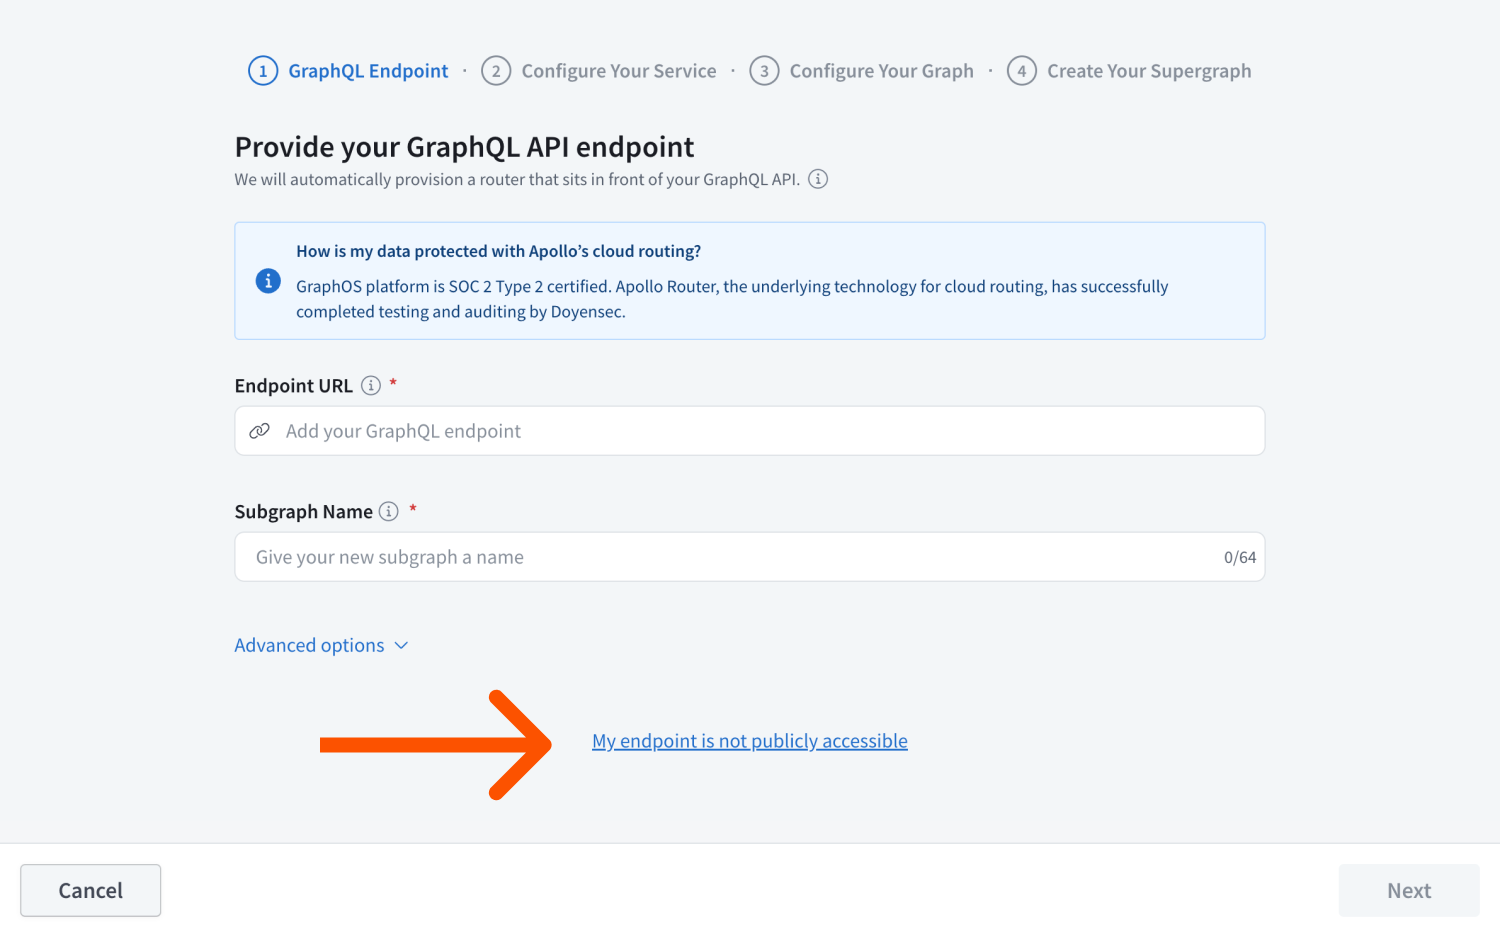 1 GraphQL Endpoint · 2 Configure Your Service · 3 Configure Your Graph · 4 Create Your Supergraph
Provide your GraphQL API endpoint
We will automatically provision a router that sits in front of your GraphQL API.
How is my data protected with Apollo’s cloud routing?
GraphOS platform is SOC 2 Type 2 certified. Apollo Router, the underlying technology for cloud routing, has successfully
completed testing and auditing by Doyensec.
Endpoint URL *
Add your GraphQL endpoint
Subgraph Name *
Give your new subgraph a name 0/64
Advanced options
My endpoint is not publicly accessible
Cancel Next